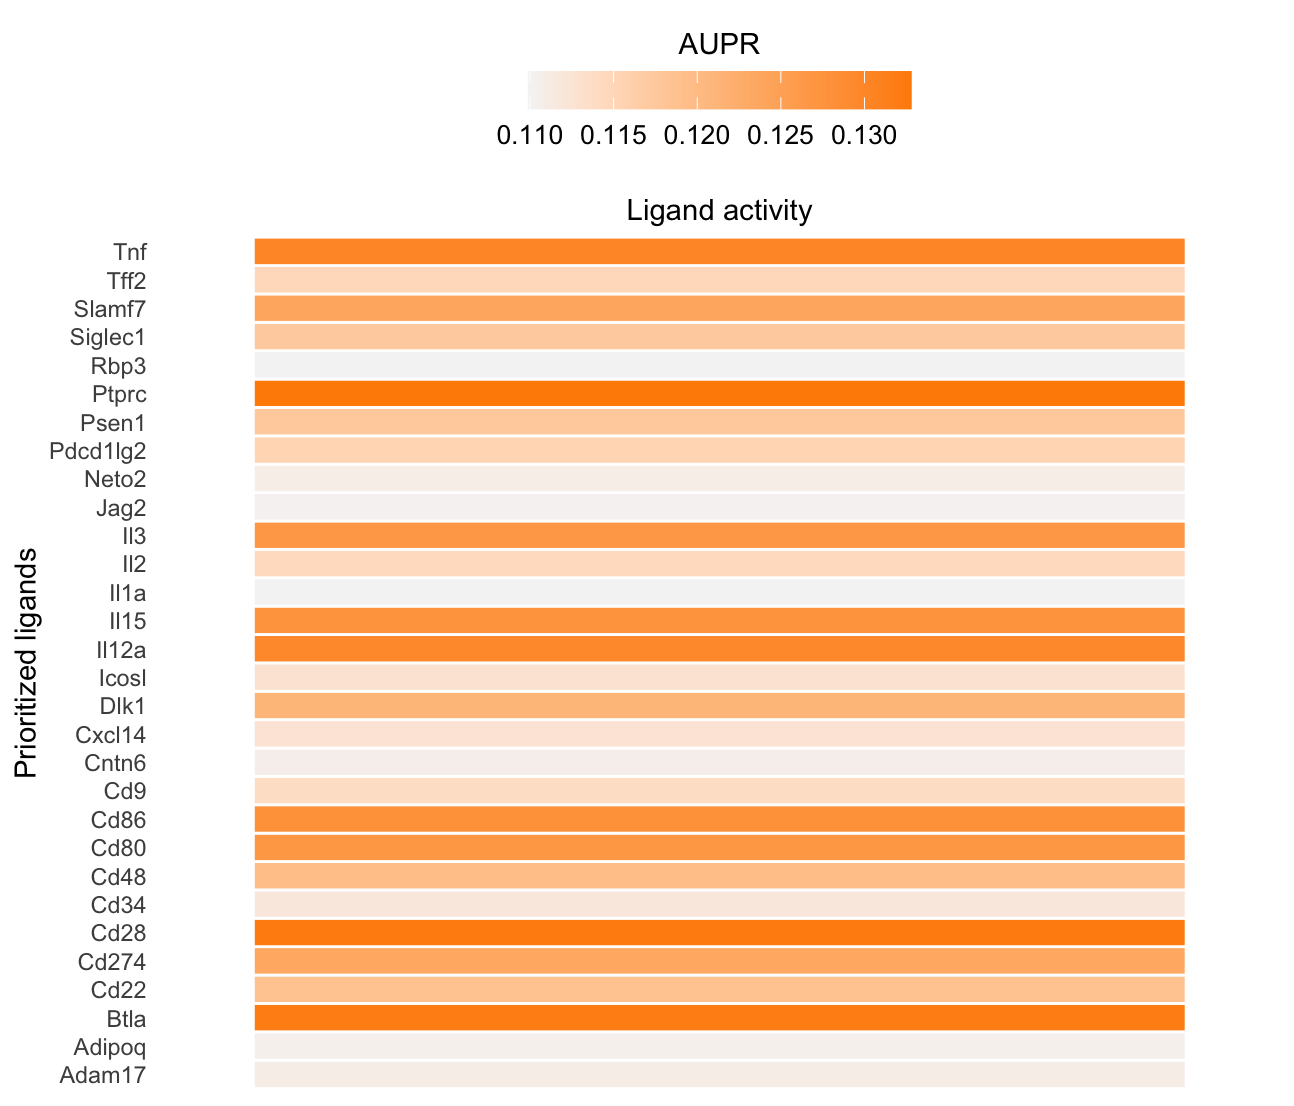 AUPR
0.110 0.115 0.120 0.125 0.130
Ligand activity
Prioritized ligands
Tnf
Tff2
Slamf7
Siglec1
Rbp3
Ptprc
Psen1
Pdcd1lg2
Neto2
Jag2
Il3
Il2
Il1a
Il15
Il12a
Icosl
Dlk1
Cxcl14
Cntn6
Cd9
Cd86
Cd80
Cd48
Cd34
Cd28
Cd274
Cd22
Btla
Adipoq
Adam17